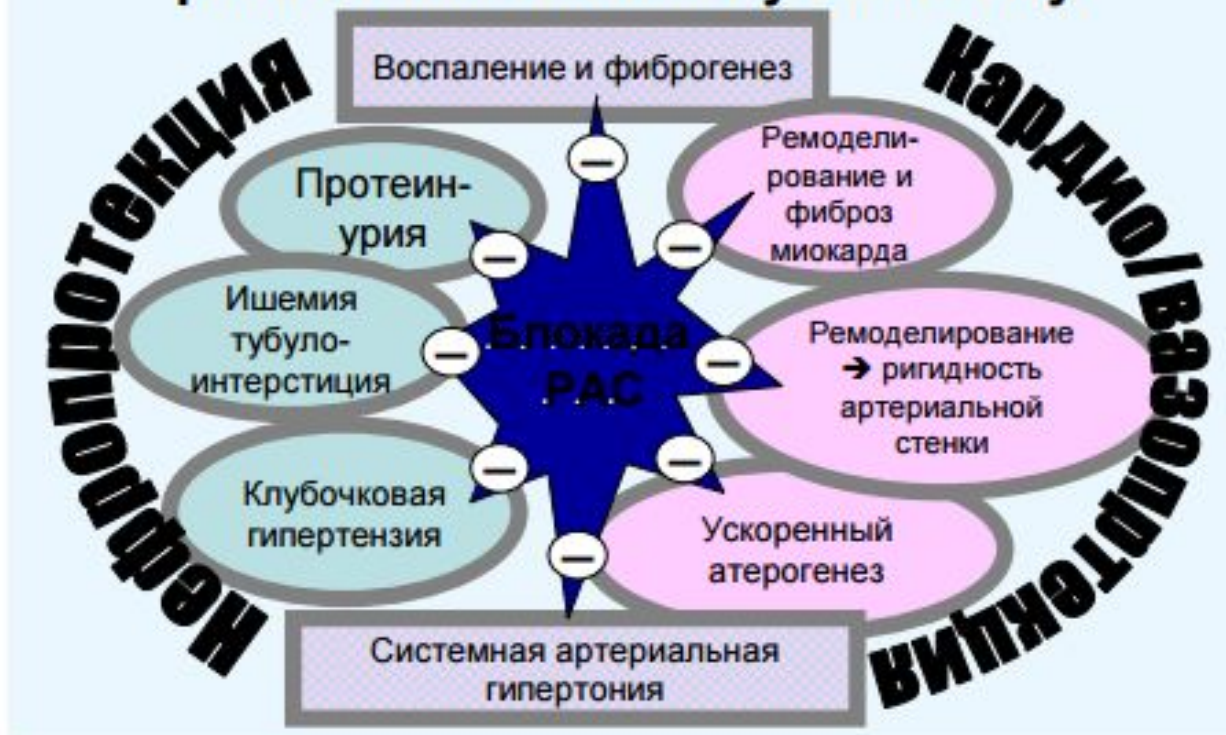 Воспаление и фиброгенез
Нефропротекция
Кардио/вазопртекция
Протеин-
урия
Ремодели-
рование и
фиброз
миокарда
Ишемия
тубуло-
интерстиция
Блокада
РАС
Ремоделирование
➔ ригидность
артериальной
стенки
Клубочковая
гипертензия
Ускоренный
атерогенез
Системная артериальная
гипертония